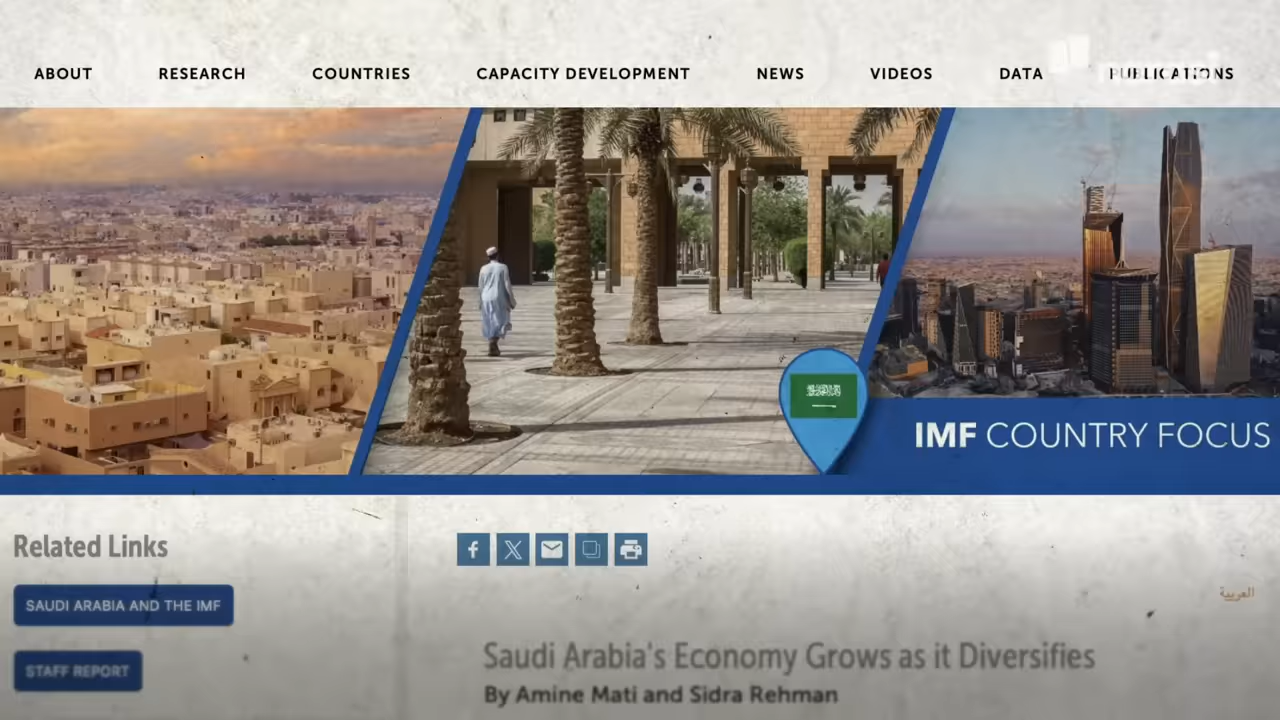 ABOUT RESEARCH COUNTRIES CAPACITY DEVELOPMENT NEWS VIDEOS DATA PUBLICATIONS
IMF COUNTRY FOCUS
Related Links
SAUDI ARABIA AND THE IMF
STAFF REPORT
العربية
Saudi Arabia's Economy Grows as it Diversifies
By Amine Mati and Sidra Rehman